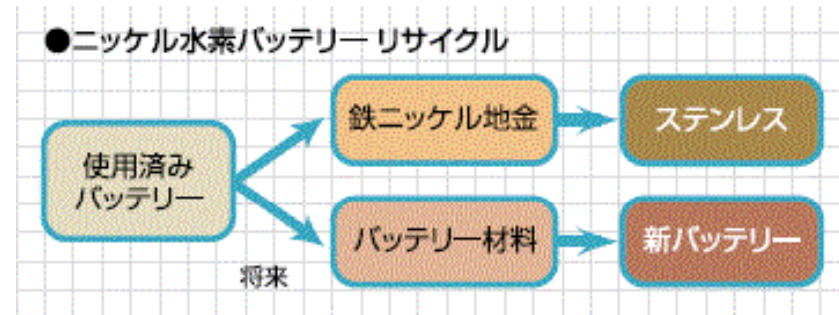 ●ニッケル水素バッテリー リサイクル
使用済み
バッテリー
鉄ニッケル地金
ステンレス
バッテリー材料
新バッテリー
将来